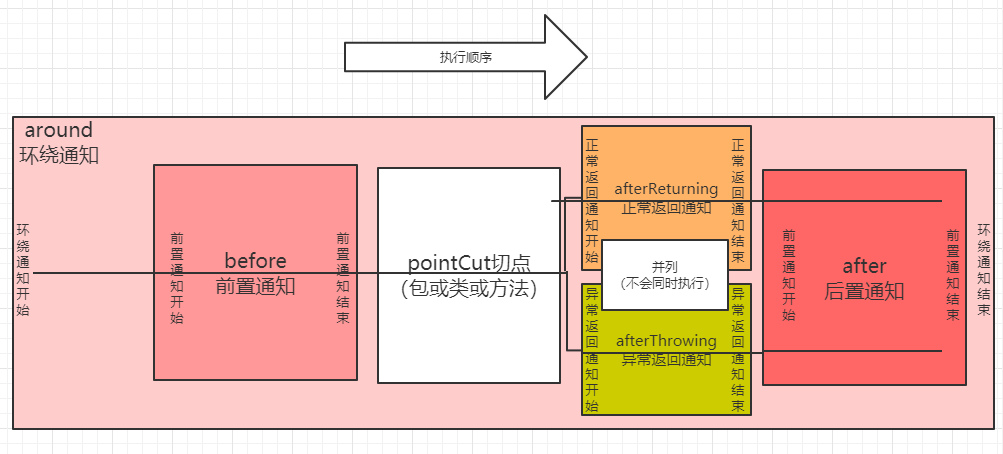 执行顺序
around
环绕通知
环绕通知开始
前置通知开始
before
前置通知
前置通知结束
pointCut切点
（包或类或方法）
正常返回通知开始
afterReturning
正常返回通知
正常返回通知结束
并列
（不会同时执行）
异常返回通知开始
afterThrowing
异常返回通知
异常返回通知结束
前置通知开始
after
后置通知
前置通知结束
环绕通知结束